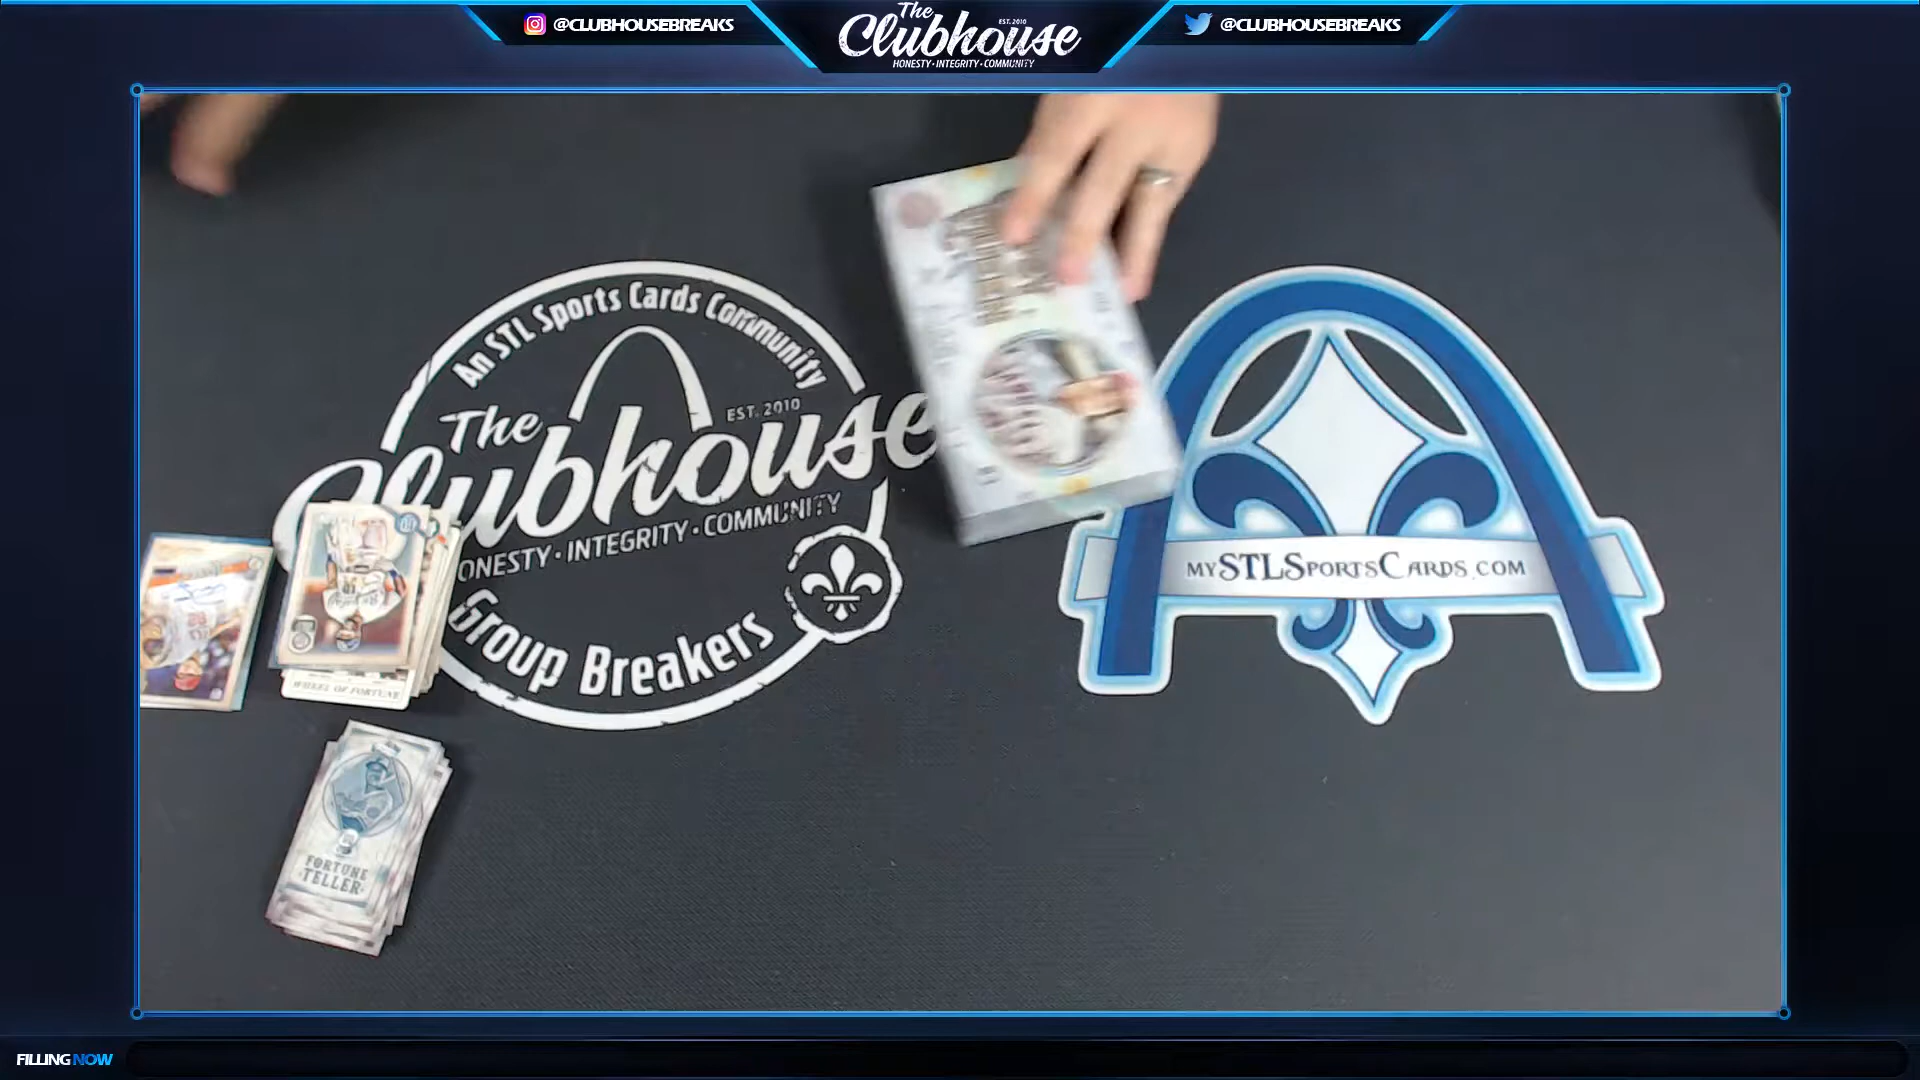 @CLUBHOUSEBREAKS
The
Clubhouse
EST. 2010
HONESTY • INTEGRITY • COMMUNITY
@CLUBHOUSEBREAKS
An STL Sports Cards Community
The
Clubhouse
EST. 2010
ONESTY • INTEGRITY • COMMUNITY
Group Breakers
mySTLSportsCards.com
WHEEL OF FORTUNE
FORTUNE
TELLER
FILLING NOW